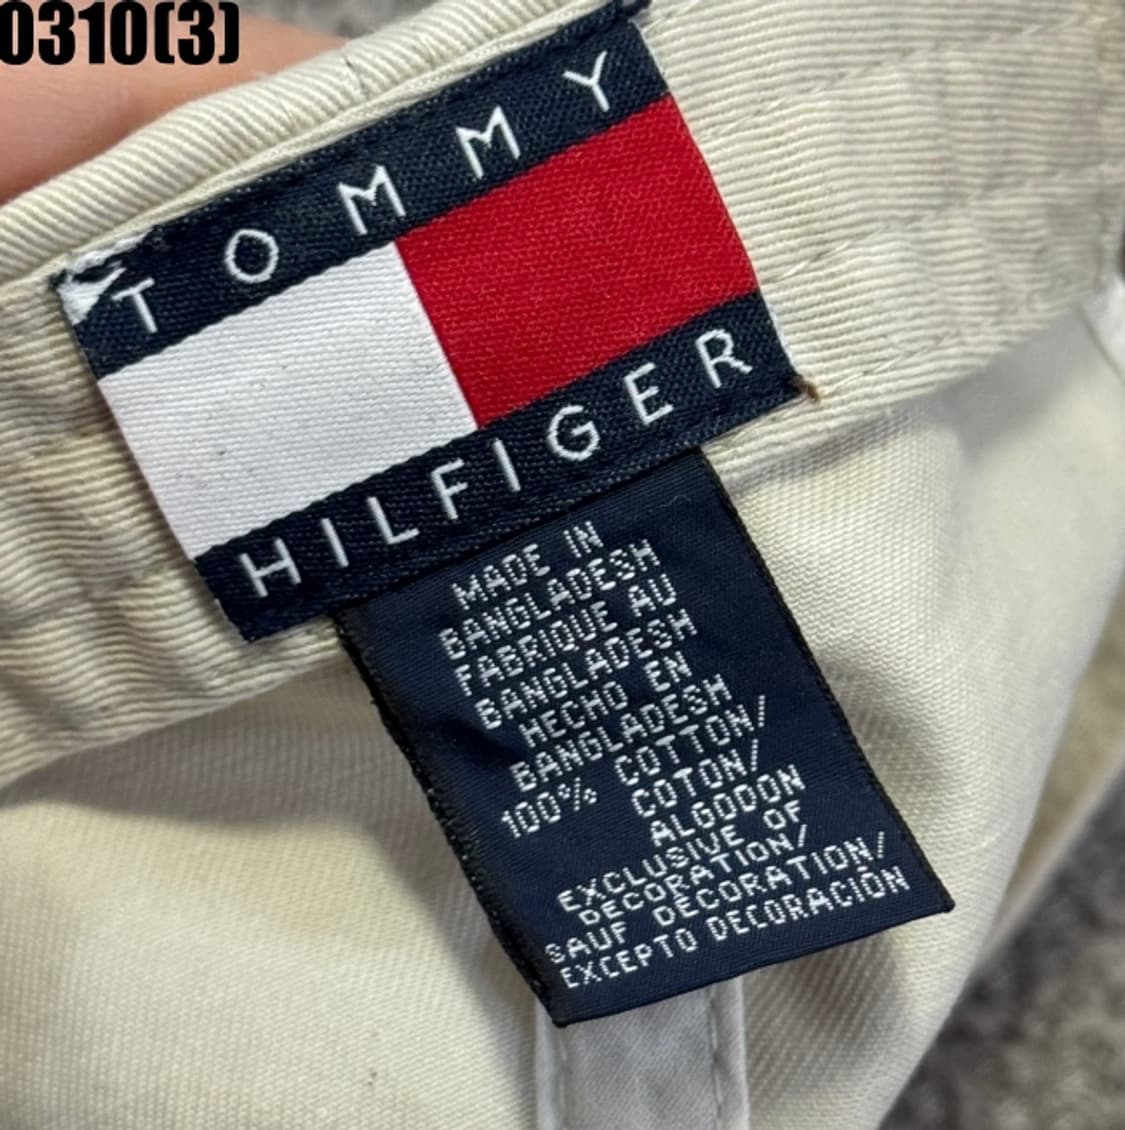 0310(3)
TOMMY
HILFIGER
MADE IN
BANGLADESH
FABRIQUE AU
BANGLADESH
HECHO EN
BANGLADESH
100% COTTON/
COTON/
ALGODON
EXCLUSIVE OF
DECORATION/
SAUF DECORATION/
EXCEPTO DECORACIÓN